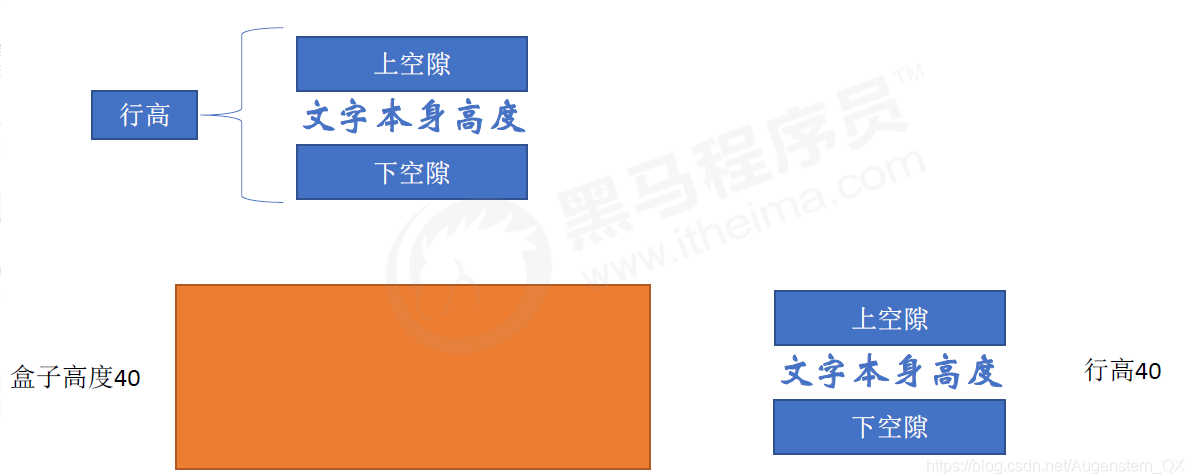 上空隙
行高
文字本身高度
下空隙
黑马程序员™
www.itheima.com
上空隙
盒子高度40
文字本身高度
行高40
下空隙
https://blog.csdn.net/Augenstern_QX